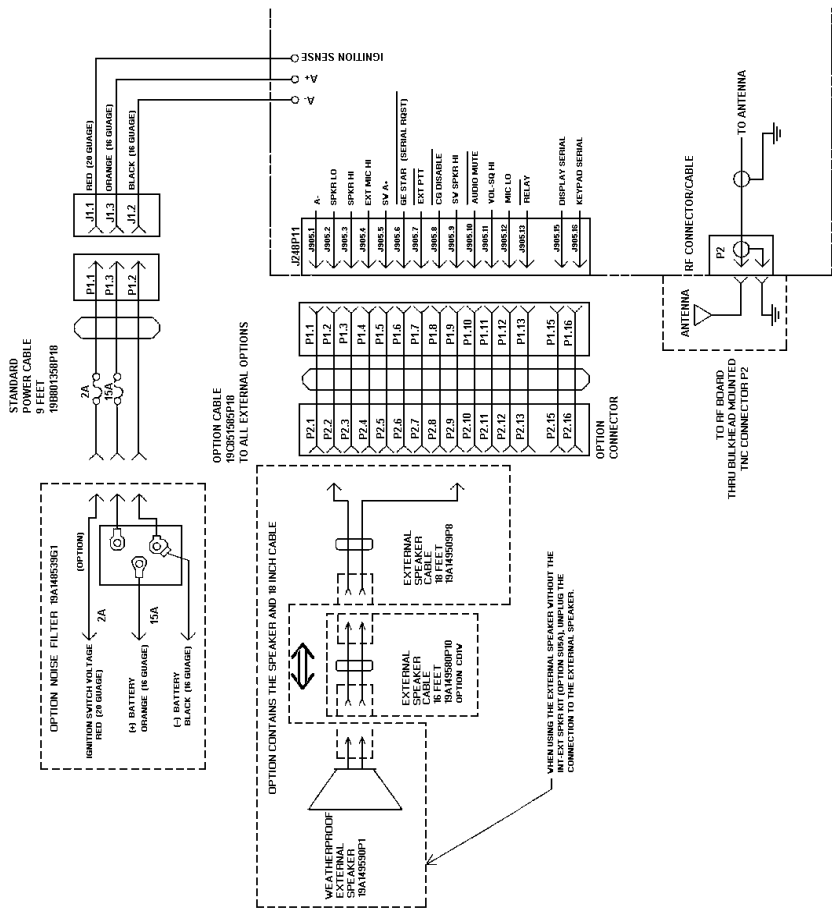 STANDARD
POWER CABLE
9 FEET
19B801358P18
P1.1
P1.3
P1.2
2A
15A
J1.1
J1.3
J1.2
RED (20 GUAGE)
ORANGE (16 GUAGE)
BLACK (16 GUAGE)
IGNITION SENSE
A+
A-
OPTION NOISE FILTER 19A148539G1
(OPTION)
IGNITION SWITCH VOLTAGE
RED (20 GUAGE)
2A
(+) BATTERY
ORANGE (16 GUAGE)
15A
(-) BATTERY
BLACK (16 GUAGE)
OPTION CABLE
19C851585P18
TO ALL EXTERNAL OPTIONS
J248P11
J905.1 A-
J905.2 SPKR LO
J905.3 SPKR HI
J905.4 EXT MIC HI
J905.5 SW A+
J905.6 GE STAR (SERIAL RQST)
J905.7 EXT PTT
J905.8 CG DISABLE
J905.9 SW SPKR HI
J905.10 AUDIO MUTE
J905.11 VOL-SQ HI
J905.12 MIC LO
J905.13 RELAY
J905.15 DISPLAY SERIAL
J905.16 KEYPAD SERIAL
P2.1 P1.1
P2.2 P1.2
P2.3 P1.3
P2.4 P1.4
P2.5 P1.5
P2.6 P1.6
P2.7 P1.7
P2.8 P1.8
P2.9 P1.9
P2.10 P1.10
P2.11 P1.11
P2.12 P1.12
P2.13 P1.13
P2.15 P1.15
P2.16 P1.16
OPTION
CONNECTOR
OPTION CONTAINS THE SPEAKER AND 18 INCH CABLE
WEATHERPROOF
EXTERNAL
SPEAKER
19A149590P1
EXTERNAL
SPEAKER
CABLE
16 FEET
19A149580P10
OPTION CDIV
EXTERNAL
SPEAKER
CABLE
18 FEET
19A149509P8
WHEN USING THE EXTERNAL SPEAKER WITHOUT THE
INT-EXT SPKR KIT (OPTION SU5A), UNPLUG THE
CONNECTION TO THE EXTERNAL SPEAKER.
RF CONNECTOR/CABLE
P2
TO ANTENNA
ANTENNA
TO RF BOARD
THRU BULKHEAD MOUNTED
TNC CONNECTOR P2